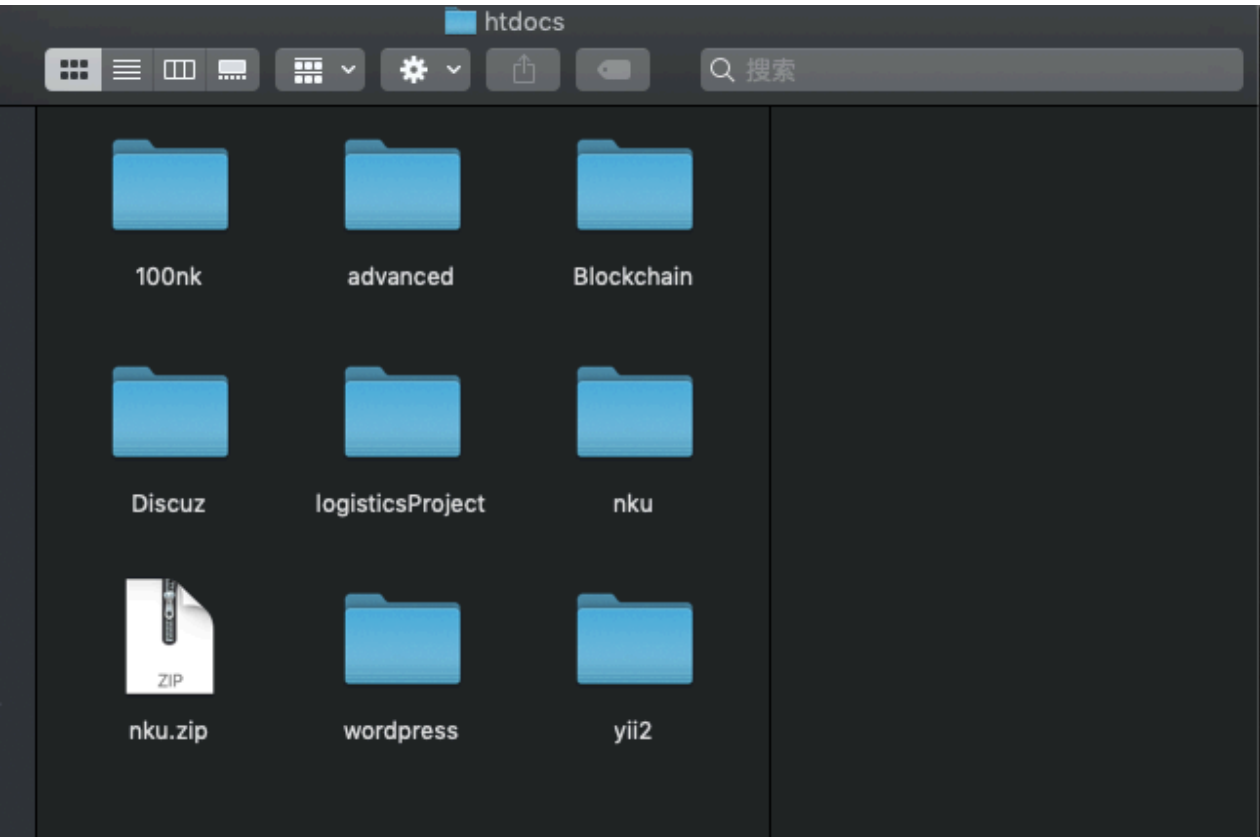 htdocs
搜索
100nk
advanced
Blockchain
Discuz
logisticsProject
nku
ZIP
nku.zip
wordpress
yii2